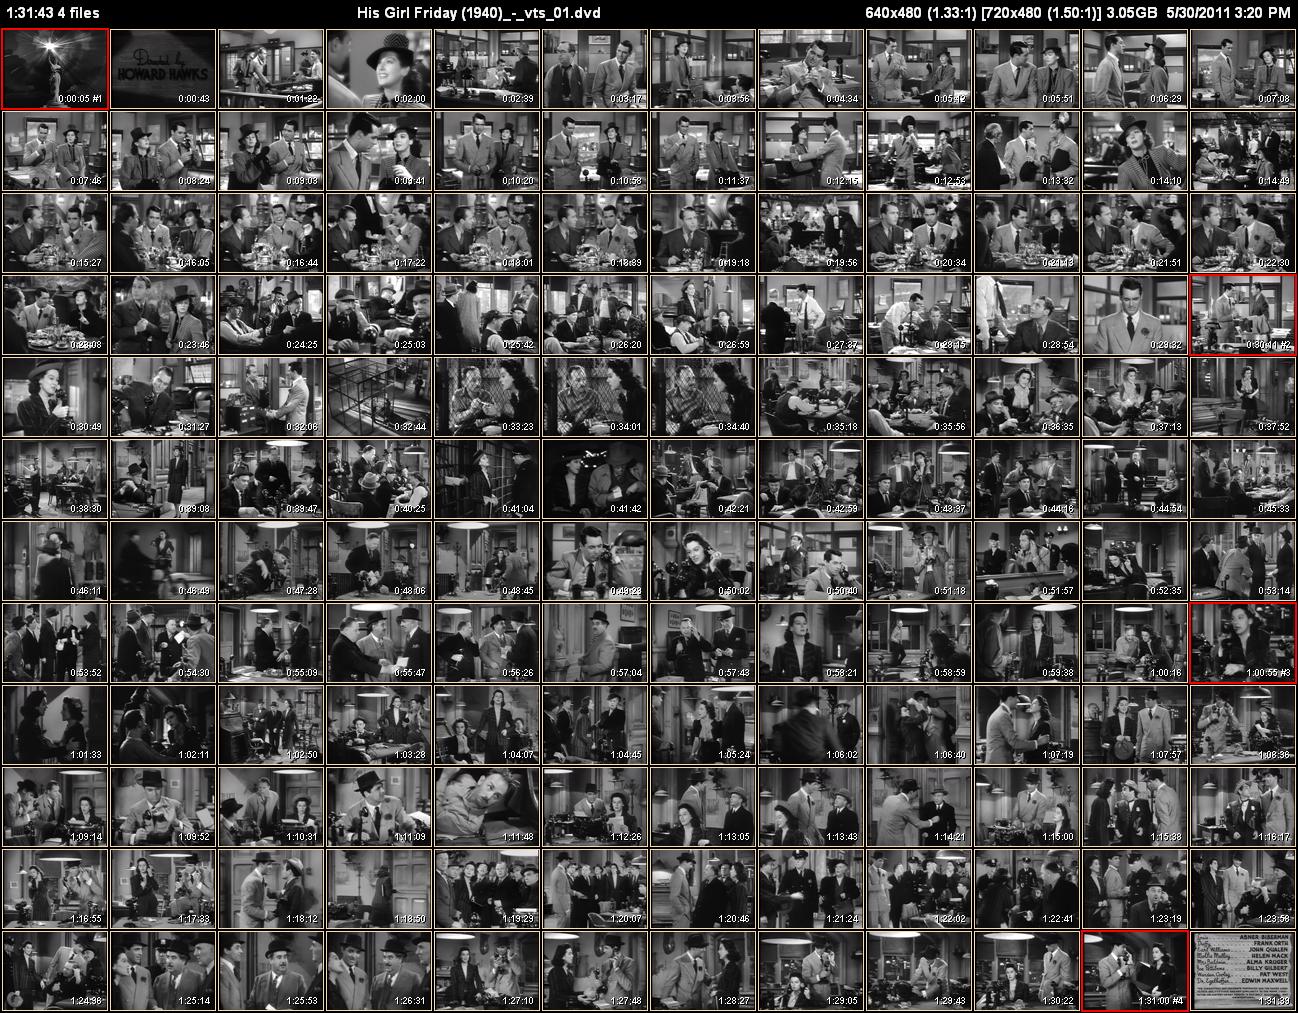 1:31:43 4 files
His Girl Friday (1940)_-_vts_01.dvd
640x480 (1.33:1) [720x480 (1.50:1)] 3.05GB 5/30/2011 3:20 PM
Directed by
HOWARD HAWKS
0:00:05 #1 0:00:43 0:01:22 0:02:00 0:02:39 0:03:17 0:03:56 0:04:34 0:05:12 0:05:51 0:06:29 0:07:08
0:07:46 0:08:24 0:09:03 0:09:41 0:10:20 0:10:58 0:11:37 0:12:15 0:12:53 0:13:32 0:14:10 0:14:49
0:15:27 0:16:05 0:16:44 0:17:22 0:18:01 0:18:39 0:19:18 0:19:56 0:20:34 0:21:13 0:21:51 0:22:30
0:23:08 0:23:46 0:24:25 0:25:03 0:25:42 0:26:20 0:26:59 0:27:37 0:28:15 0:28:54 0:29:32 0:30:11 #2
0:30:49 0:31:27 0:32:06 0:32:44 0:33:23 0:34:01 0:34:40 0:35:18 0:35:56 0:36:35 0:37:13 0:37:52
0:38:30 0:39:08 0:39:47 0:40:25 0:41:04 0:41:42 0:42:21 0:42:59 0:43:37 0:44:16 0:44:54 0:45:33
0:46:11 0:46:49 0:47:28 0:48:06 0:48:45 0:49:23 0:50:02 0:50:40 0:51:18 0:51:57 0:52:35 0:53:14
0:53:52 0:54:30 0:55:09 0:55:47 0:56:26 0:57:04 0:57:43 0:58:21 0:58:59 0:59:38 1:00:16 1:00:55 #3
1:01:33 1:02:11 1:02:50 1:03:28 1:04:07 1:04:45 1:05:24 1:06:02 1:06:40 1:07:19 1:07:57 1:08:36
1:09:14 1:09:52 1:10:31 1:11:09 1:11:48 1:12:26 1:13:05 1:13:43 1:14:21 1:15:00 1:15:38 1:16:17
1:16:55 1:17:33 1:18:12 1:18:50 1:19:29 1:20:07 1:20:46 1:21:24 1:22:02 1:22:41 1:23:19 1:23:58
ABNER BIBERMAN
FRANK ORTH
JOHN QUALEN
HELEN MACK
ALMA KRUGER
BILLY GILBERT
PAT WEST
EDWIN MAXWELL
1:24:36 1:25:14 1:25:53 1:26:31 1:27:10 1:27:48 1:28:27 1:29:05 1:29:43 1:30:22 1:31:00 #4 1:31:39